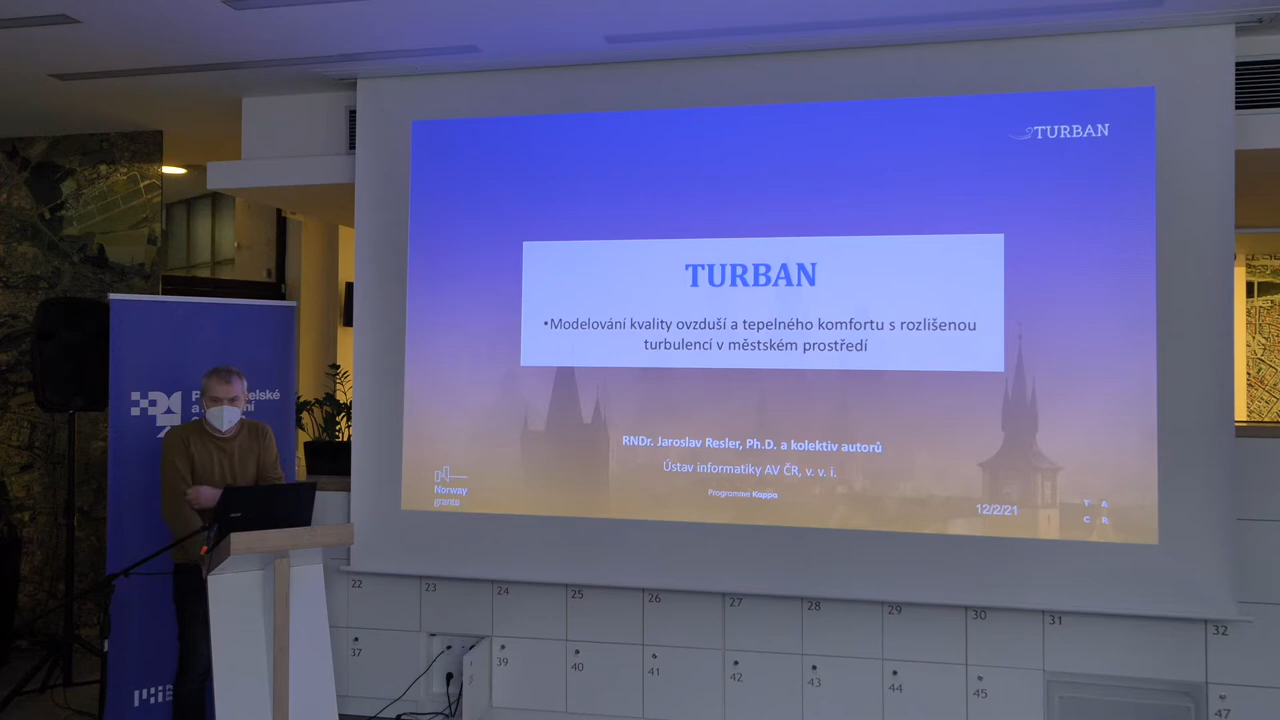 TURBAN
TURBAN
•Modelování kvality ovzduší a tepelného komfortu s rozlišenou
turbulencí v městském prostředí
RNDr. Jaroslav Resler, Ph.D. a kolektiv autorů
Ústav informatiky AV ČR, v. v. i.
Programme Kappa
Norway
grants
12/2/21
T A
C R
22 23 24 25 26 27 28 29 30 31 32
37 39 40 41 42 43 44 45 47